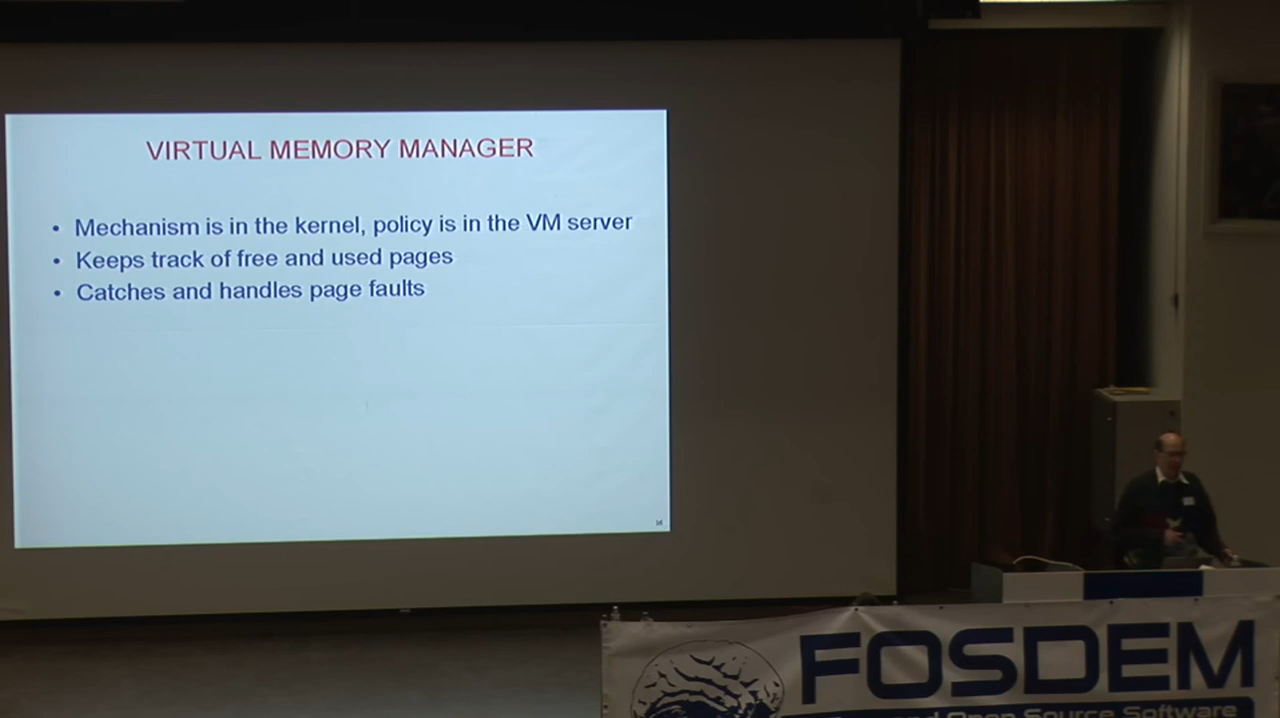 VIRTUAL MEMORY MANAGER
• Mechanism is in the kernel, policy is in the VM server
• Keeps track of free and used pages
• Catches and handles page faults
FOSDEM
Open Source Software